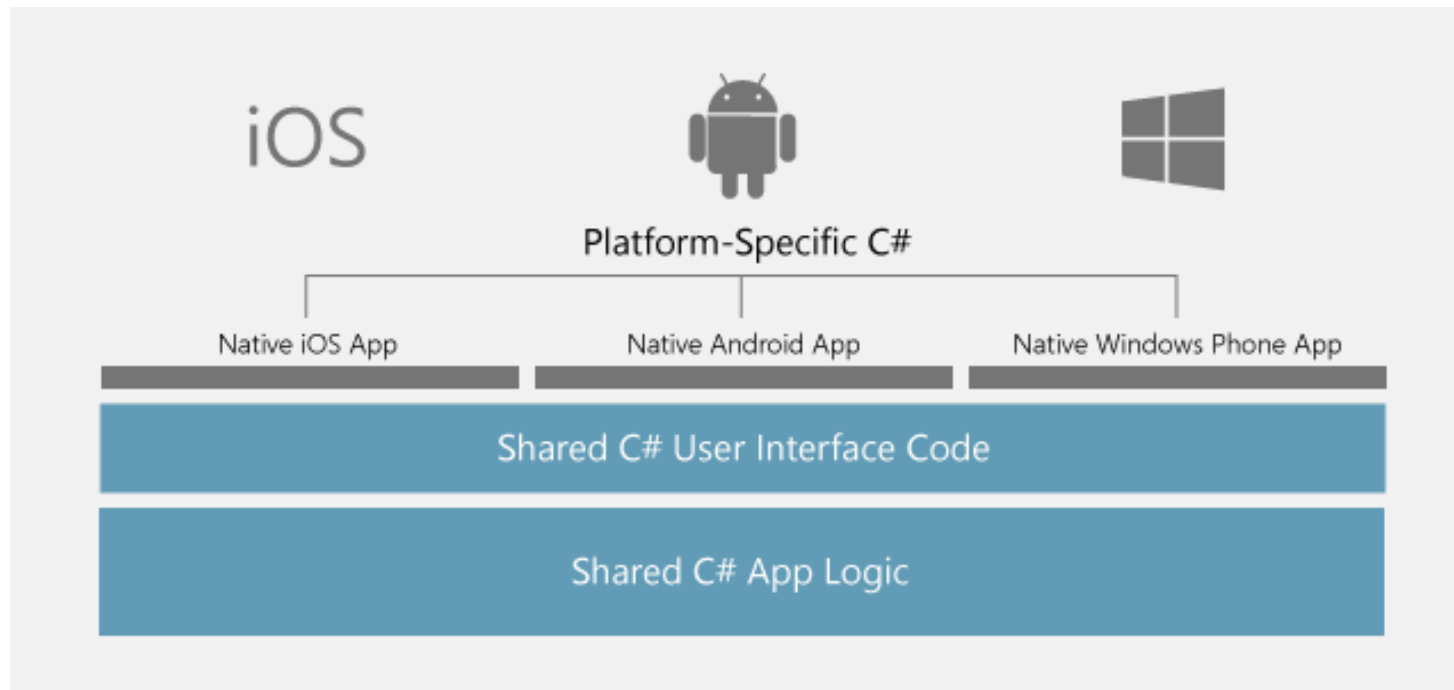 iOS
Platform-Specific C#
Native iOS App
Native Android App
Native Windows Phone App
Shared C# User Interface Code
Shared C# App Logic